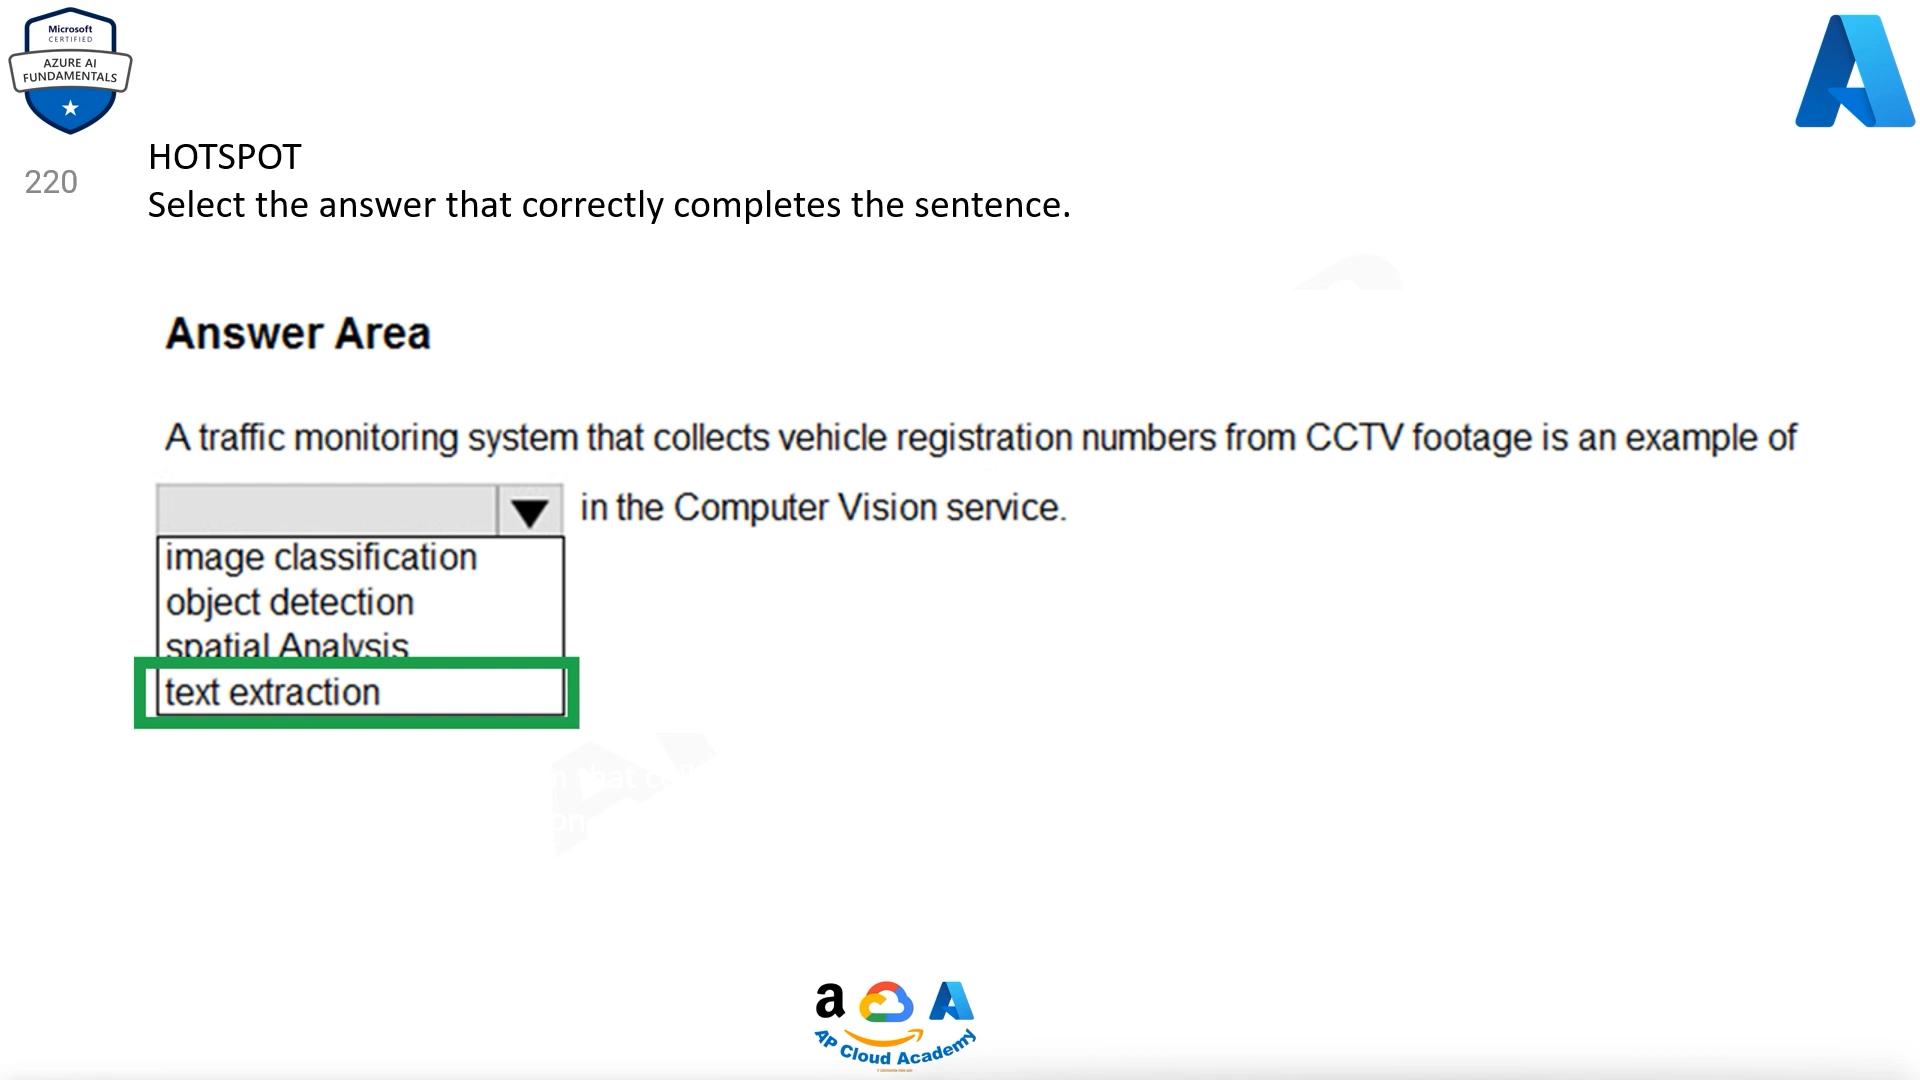 Microsoft
CERTIFIED
AZURE AI
FUNDAMENTALS
220
HOTSPOT
Select the answer that correctly completes the sentence.
Answer Area
A traffic monitoring system that collects vehicle registration numbers from CCTV footage is an example of
in the Computer Vision service.
image classification
object detection
spatial Analysis
text extraction
that
on
a
AP Cloud Academy